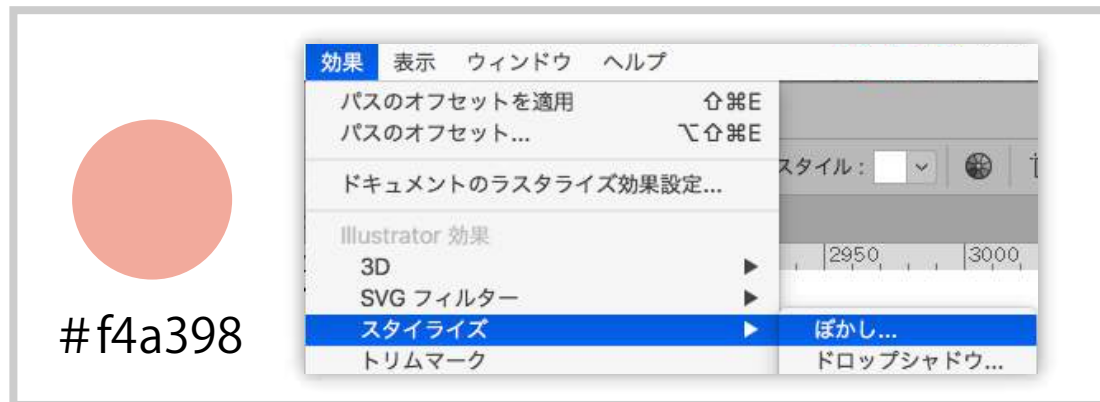 効果 表示 ウィンドウ ヘルプ
パスのオフセットを適用 ⇧⌘E
パスのオフセット... ⌥⇧⌘E
スタイル :
ドキュメントのラスタライズ効果設定...
Illustrator 効果
2950 3000
3D
SVG フィルター
スタイライズ
ぼかし...
トリムマーク
ドロップシャドウ...
#f4a398